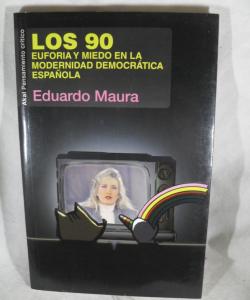 Akal Pensamiento crítico
LOS 90
EUFORIA Y MIEDO EN LA
MODERNIDAD DEMOCRÁTICA
ESPAÑOLA
Eduardo Maura